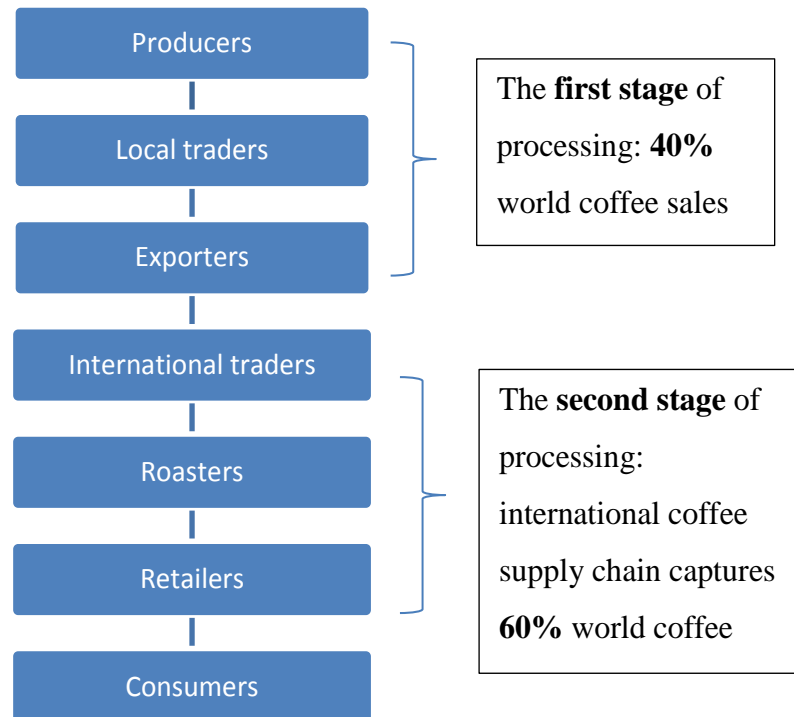 Producers
Local traders
Exporters
The first stage of
processing: 40%
world coffee sales
International traders
Roasters
Retailers
Consumers
The second stage of
processing:
international coffee
supply chain captures
60% world coffee